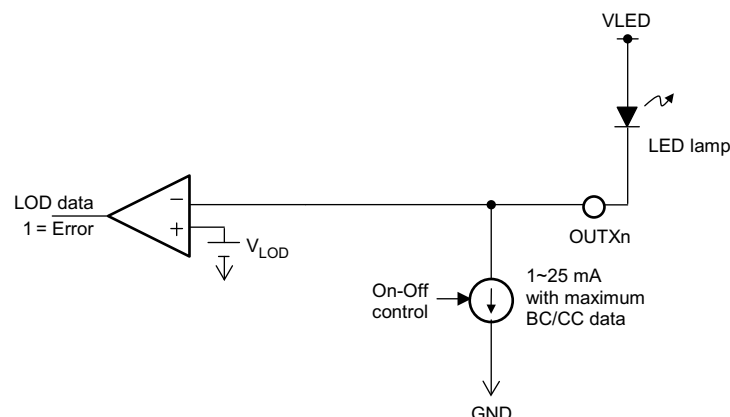 VLED
LED lamp
LOD data
1 = Error
−
+
V_LOD
OUTXn
On-Off
control
1~25 mA
with maximum
BC/CC data
GND